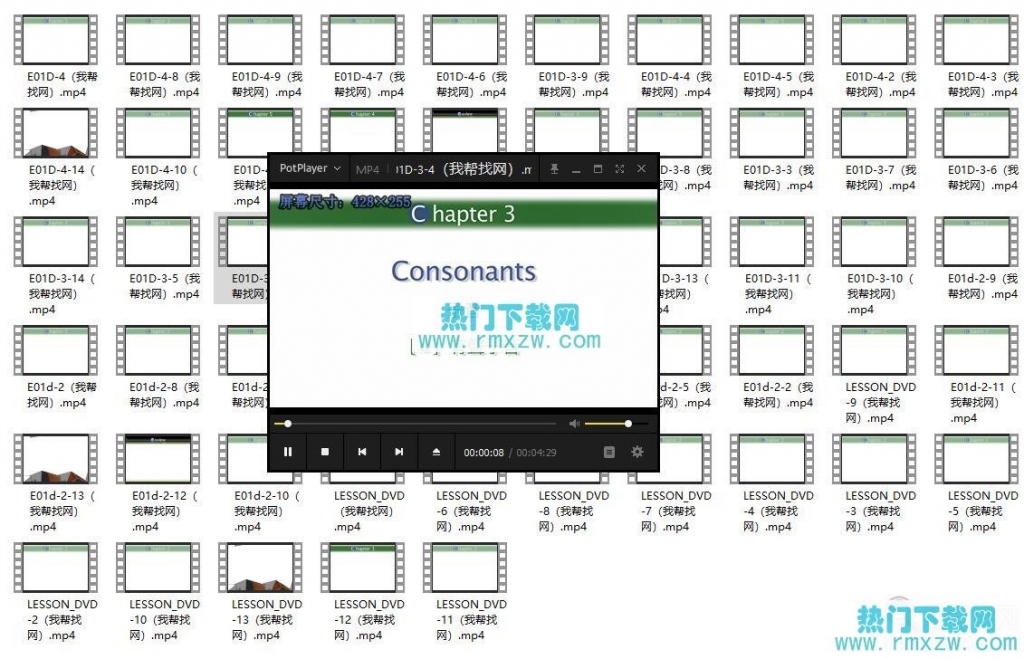 E01D-4（我帮
找网）.mp4
E01D-4-8（我
帮找网）.mp4
E01D-4-9（我
帮找网）.mp4
E01D-4-7（我
帮找网）.mp4
E01D-4-6（我
帮找网）.mp4
E01D-3-9（我
帮找网）.mp4
E01D-4-4（我
帮找网）.mp4
E01D-4-5（我
帮找网）.mp4
E01D-4-2（我
帮找网）.mp4
E01D-4-3（我
帮找网）.mp4
E01D-4-14（
我帮找网）
.mp4
E01D-4-10（
我帮找网）
.mp4
E01D-4
我帮找
.mp4
-3-8（我
网）.mp4
E01D-3-7（我
帮找网）.mp4
E01D-3-6（我
帮找网）.mp4
PotPlayer
MP4
1D-3-4（我帮找网）.m
屏幕尺寸：428×255
Chapter 3
Consonants
热门下载网
www.rmxzw.com
00:00:08 / 00:04:29
E01D-3-14（
我帮找网）
.mp4
E01D-3-5（我
帮找网）.mp4
E01D-3
帮找网
-3-13（
找网）
4
E01D-3-11（
我帮找网）
.mp4
E01D-3-10（
我帮找网）
.mp4
E01d-2-9（我
帮找网）.mp4
E01d-2（我帮
找网）.mp4
E01d-2-8（我
帮找网）.mp4
E01d-2
帮找网
-2-5（我
网）.mp4
E01d-2-2（我
帮找网）.mp4
LESSON_DVD
-9（我帮找
网）.mp4
E01d-2-11（
我帮找网）
.mp4
E01d-2-13（
我帮找网）
.mp4
E01d-2-12（
我帮找网）
.mp4
E01d-2-10（
我帮找网）
.mp4
LESSON_DVD
（我帮找网）
.mp4
LESSON_DVD
-6（我帮找
网）.mp4
LESSON_DVD
-8（我帮找
网）.mp4
LESSON_DVD
-7（我帮找
网）.mp4
LESSON_DVD
-4（我帮找
网）.mp4
LESSON_DVD
-3（我帮找
网）.mp4
LESSON_DVD
-5（我帮找
网）.mp4
LESSON_DVD
-2（我帮找
网）.mp4
LESSON_DVD
-10（我帮找
网）.mp4
LESSON_DVD
-13（我帮找
网）.mp4
LESSON_DVD
-12（我帮找
网）.mp4
LESSON_DVD
-11（我帮找
网）.mp4
热门下载网
www.rmxzw.com